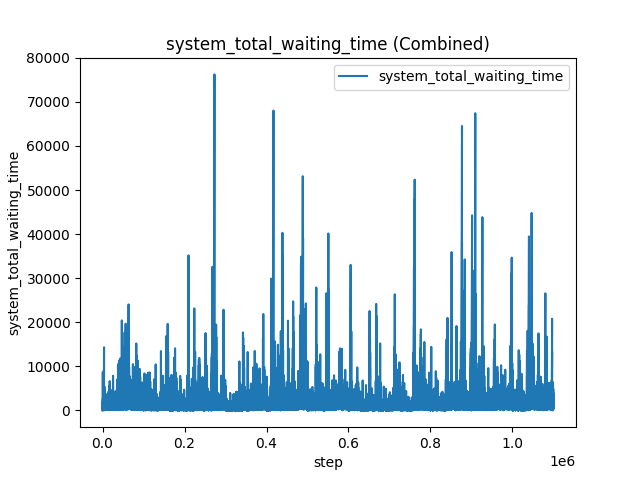 system_total_waiting_time (Combined)
system_total_waiting_time
system_total_waiting_time
80000
70000
60000
50000
40000
30000
20000
10000
0
0.0 0.2 0.4 0.6 0.8 1.0
1e6
step